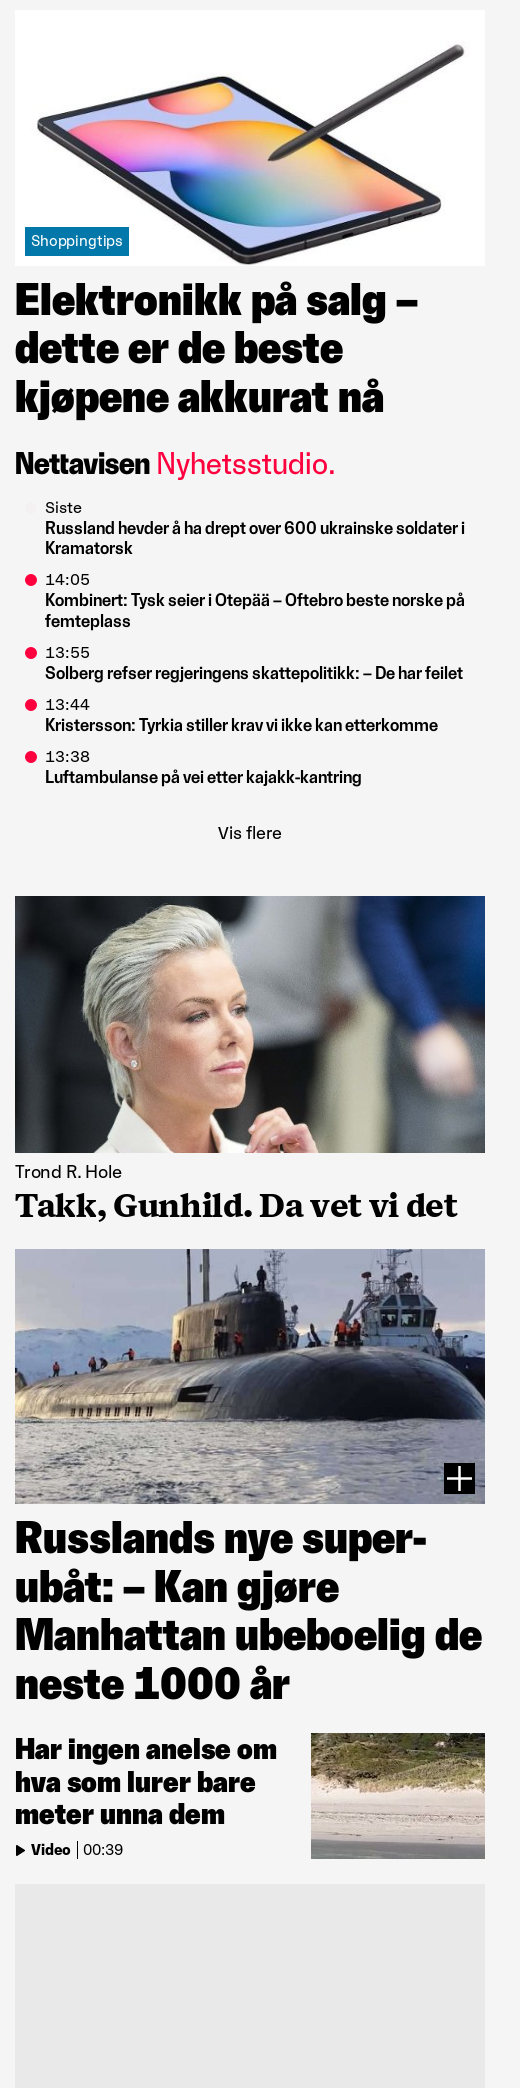 Shoppingtips
Elektronikk på salg –
dette er de beste
kjøpene akkurat nå
Nettavisen Nyhetsstudio.
Siste
Russland hevder å ha drept over 600 ukrainske soldater i
Kramatorsk
14:05
Kombinert: Tysk seier i Otepää – Oftebro beste norske på
femteplass
13:55
Solberg refser regjeringens skattepolitikk: – De har feilet
13:44
Kristersson: Tyrkia stiller krav vi ikke kan etterkomme
13:38
Luftambulanse på vei etter kajakk-kantring
Vis flere
Trond R. Hole
Takk, Gunhild. Da vet vi det
Russlands nye super-
ubåt: – Kan gjøre
Manhattan ubeboelig de
neste 1000 år
Har ingen anelse om
hva som lurer bare
meter unna dem
Video 00:39